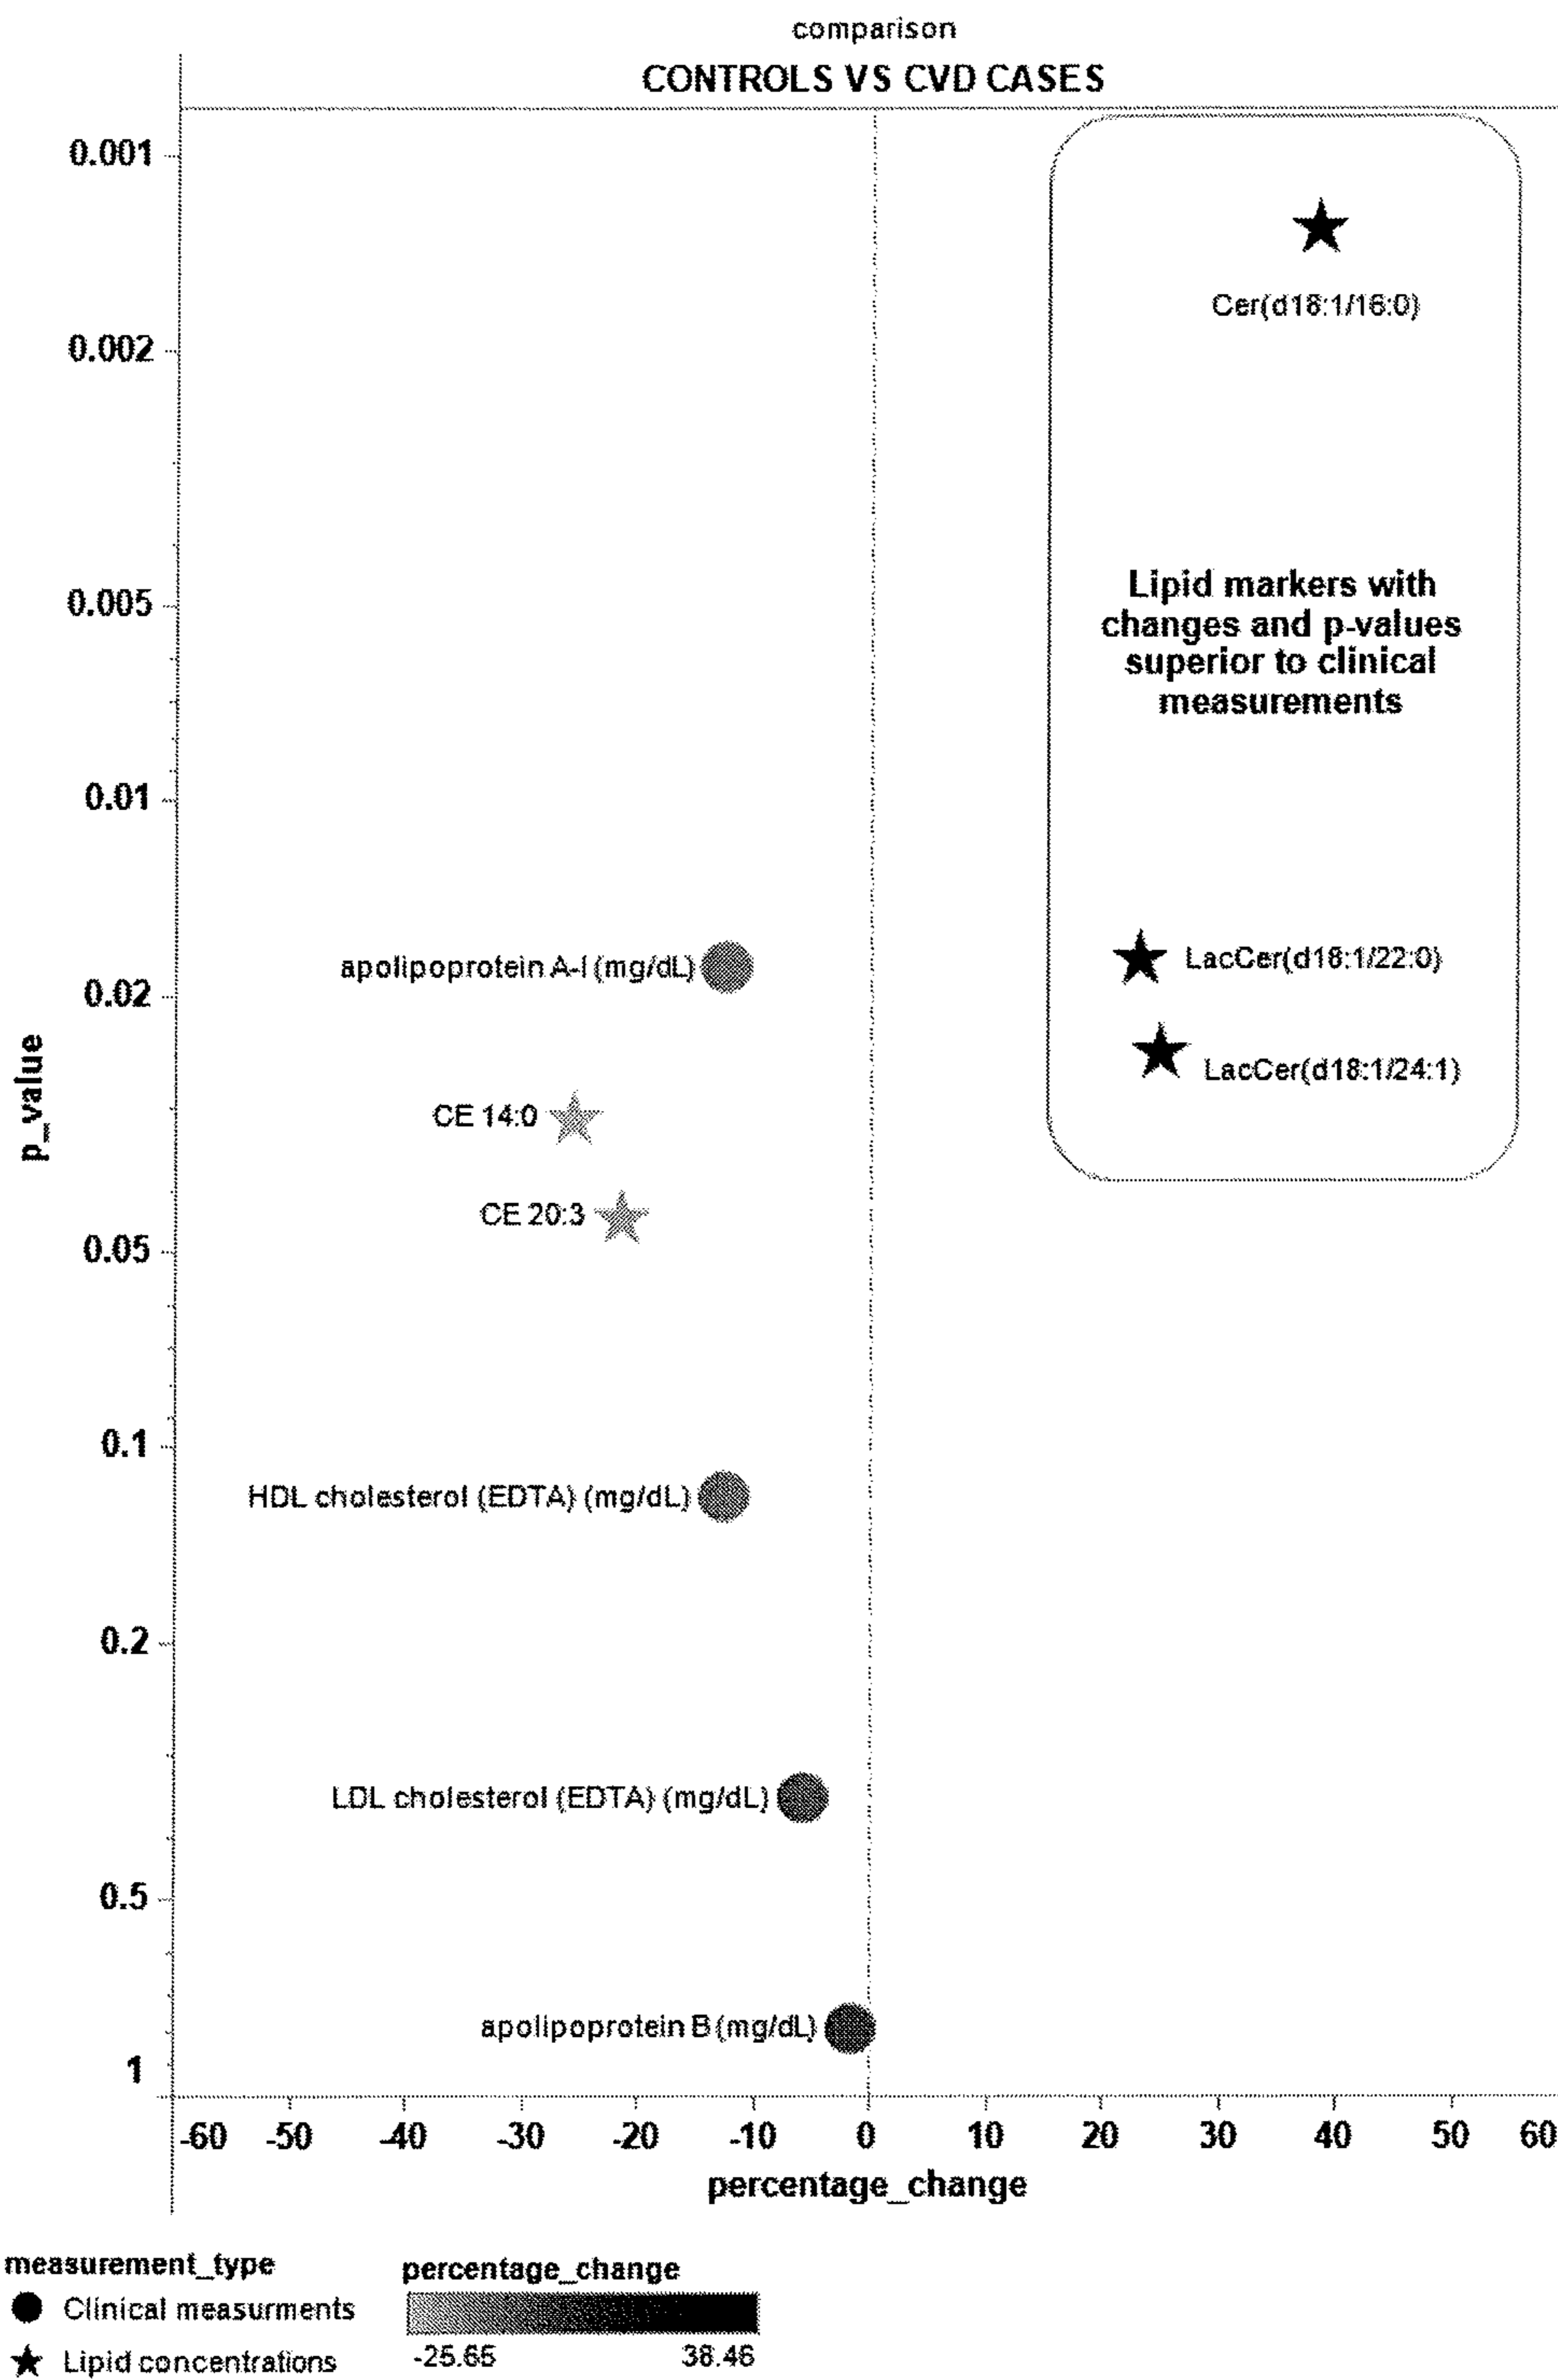 comparison
CONTROLS VS CVD CASES
0.001
Cer(d18:1/16:0)
0.002
Lipid markers with
changes and p-values
superior to clinical
measurements
0.005
0.01
apolipoprotein A-I (mg/dL)
LacCer(d18:1/22:0)
0.02
LacCer(d18:1/24:1)
p_value
CE 14:0
CE 20:3
0.05
0.1
HDL cholesterol (EDTA) (mg/dL)
0.2
LDL cholesterol (EDTA) (mg/dL)
0.5
apolipoprotein B (mg/dL)
1
-60 -50 -40 -30 -20 -10 0 10 20 30 40 50 60
percentage_change
measurement_type
Clinical measurments
Lipid concentrations
percentage_change
-25.65 38.46